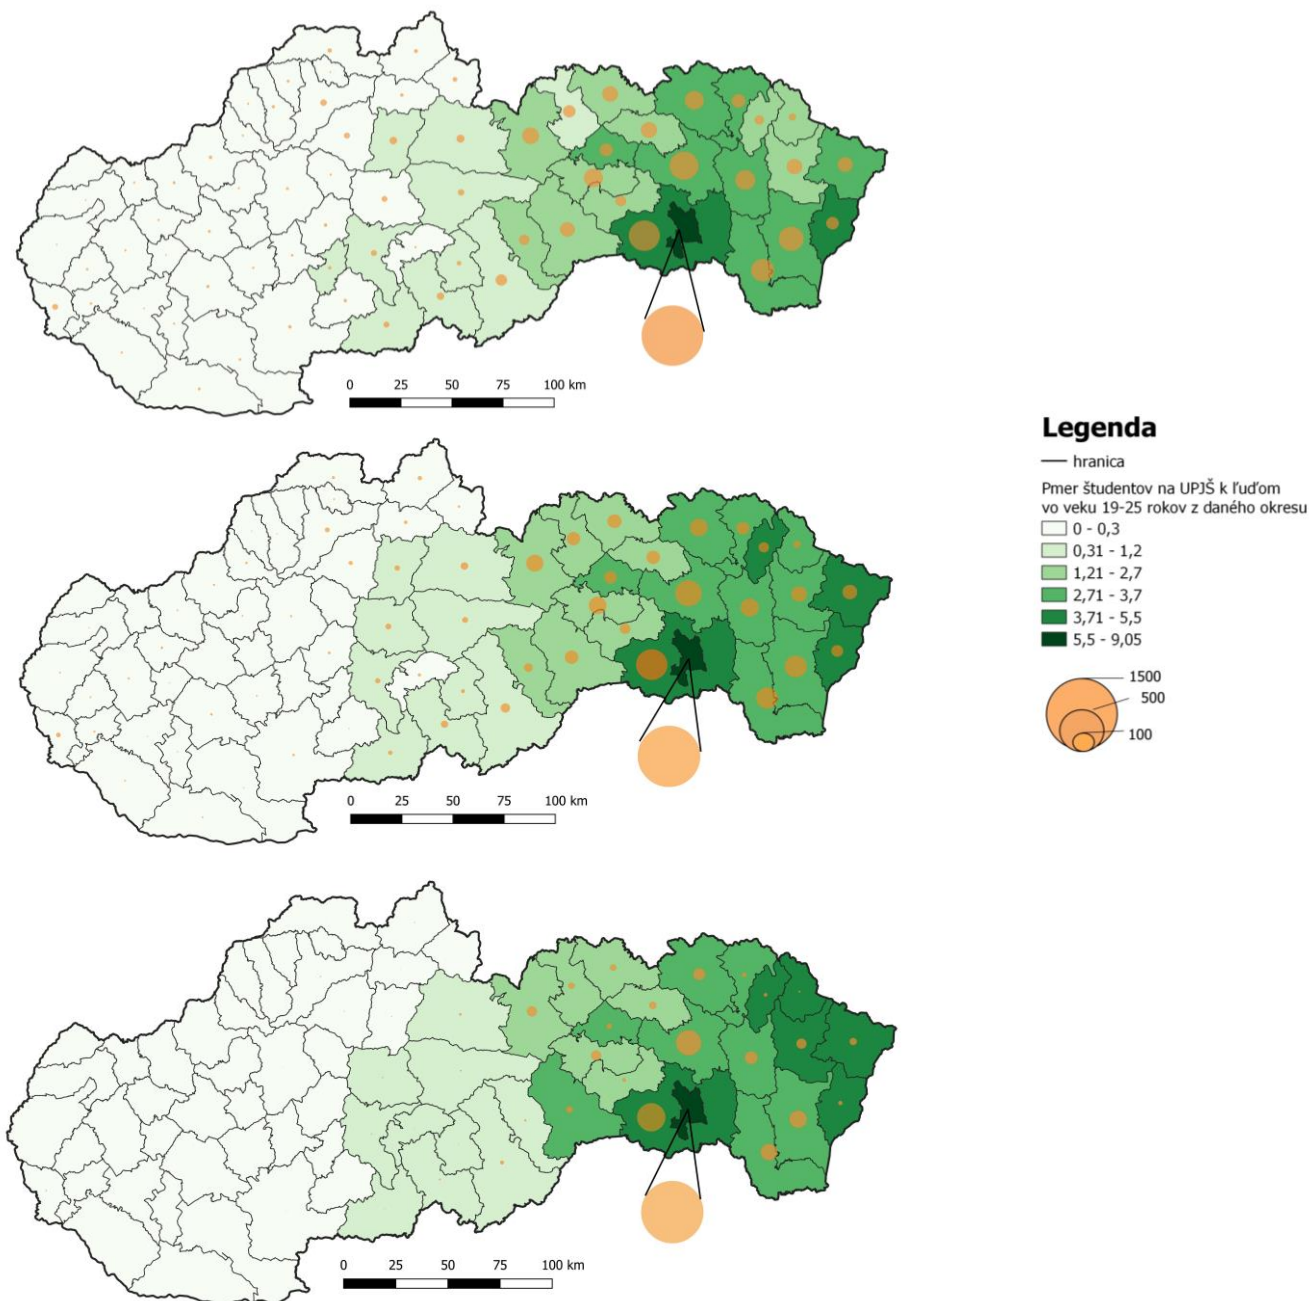 0 25 50 75 100 km
Legenda
hranica
Pmer študentov na UPJŠ k ľuďom
vo veku 19-25 rokov z daného okresu
0 - 0,3
0,31 - 1,2
1,21 - 2,7
2,71 - 3,7
3,71 - 5,5
5,5 - 9,05
1500
500
100
0 25 50 75 100 km
0 25 50 75 100 km